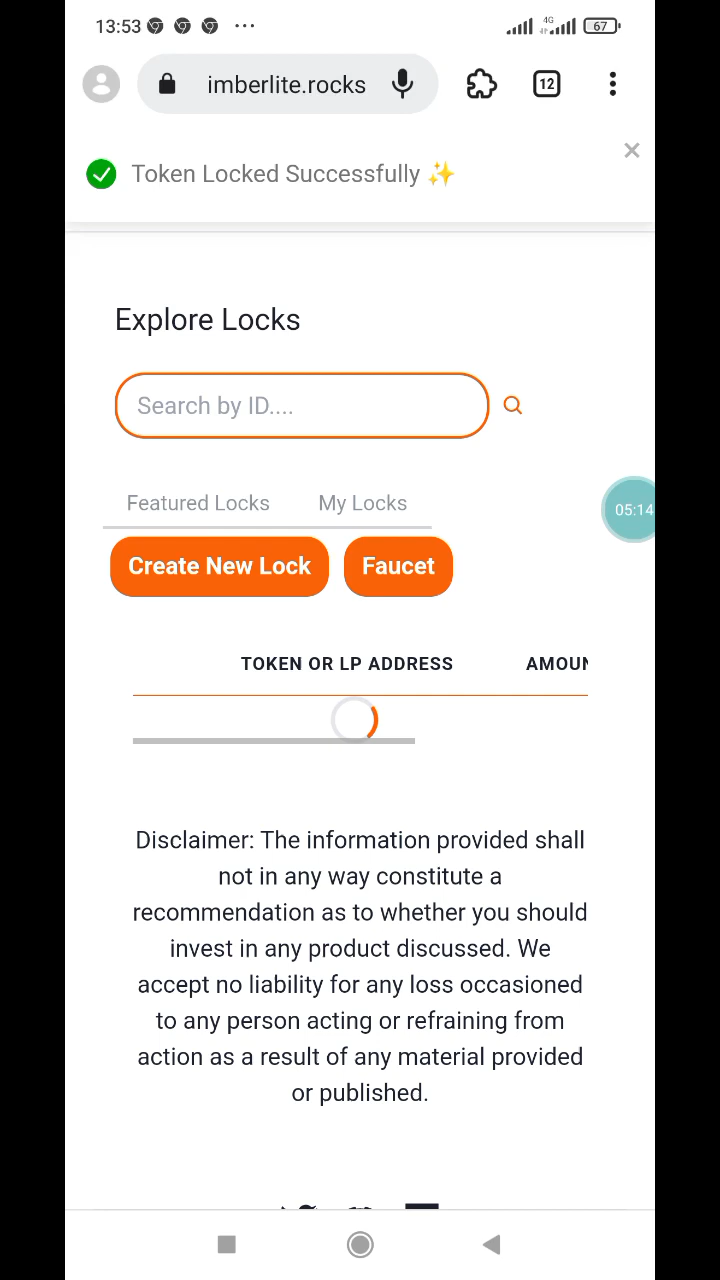 13:53
4G
67
imberlite.rocks
12
Token Locked Successfully ✨
Explore Locks
Search by ID....
Featured Locks My Locks
05:14
Create New Lock Faucet
TOKEN OR LP ADDRESS AMOUN
Disclaimer: The information provided shall
not in any way constitute a
recommendation as to whether you should
invest in any product discussed. We
accept no liability for any loss occasioned
to any person acting or refraining from
action as a result of any material provided
or published.